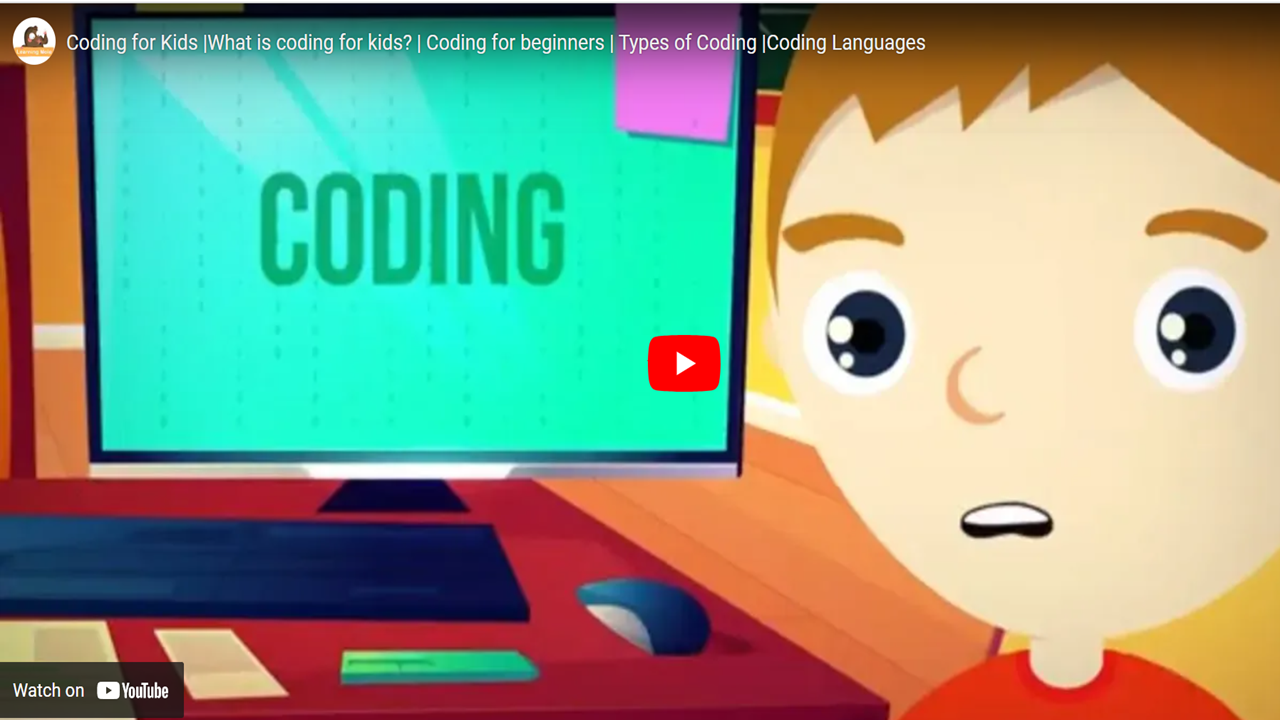 Coding for Kids |What is coding for kids? | Coding for beginners | Types of Coding |Coding Languages
CODING
Watch on YouTube